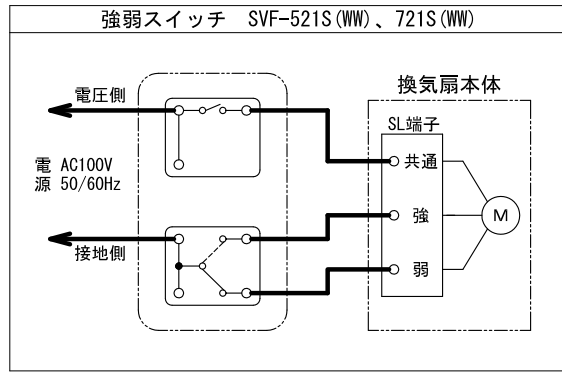 強弱スイッチ　SVF-521S(WW)、721S(WW)
電圧側
換気扇本体
SL端子
電 AC100V
源 50/60Hz
共通
強
M
接地側
弱